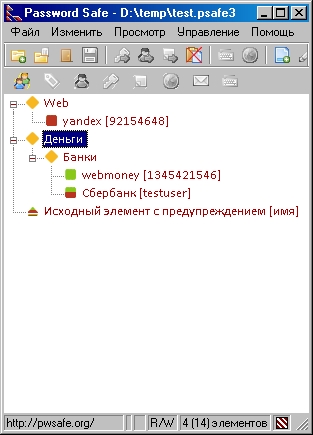 Password Safe - D:\temp\test.psafe3
Файл Изменить Просмотр Управление Помощь
Web
yandex [92154648]
Деньги
Банки
webmoney [1345421546]
Сбербанк [testuser]
Исходный элемент с предупреждением [имя]
http://pwsafe.org/ R/W 4 (14) элементов